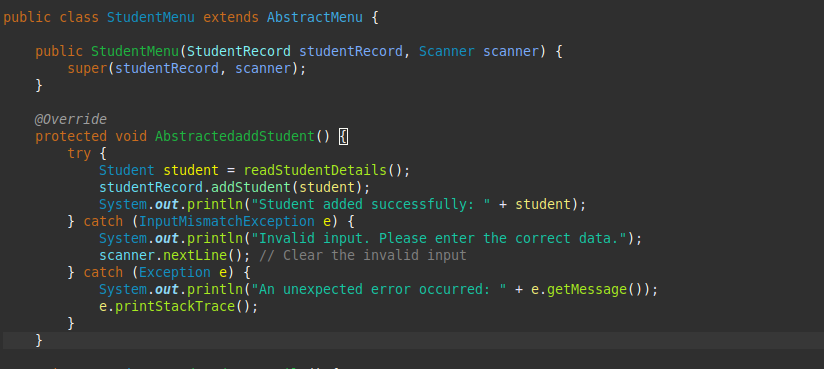 public class StudentMenu extends AbstractMenu {
public StudentMenu(StudentRecord studentRecord, Scanner scanner) {
super(studentRecord, scanner);
}
@Override
protected void AbstractedaddStudent() {
try {
Student student = readStudentDetails();
studentRecord.addStudent(student);
System.out.println("Student added successfully: " + student);
} catch (InputMismatchException e) {
System.out.println("Invalid input. Please enter the correct data.");
scanner.nextLine(); // Clear the invalid input
} catch (Exception e) {
System.out.println("An unexpected error occurred: " + e.getMessage());
e.printStackTrace();
}
}